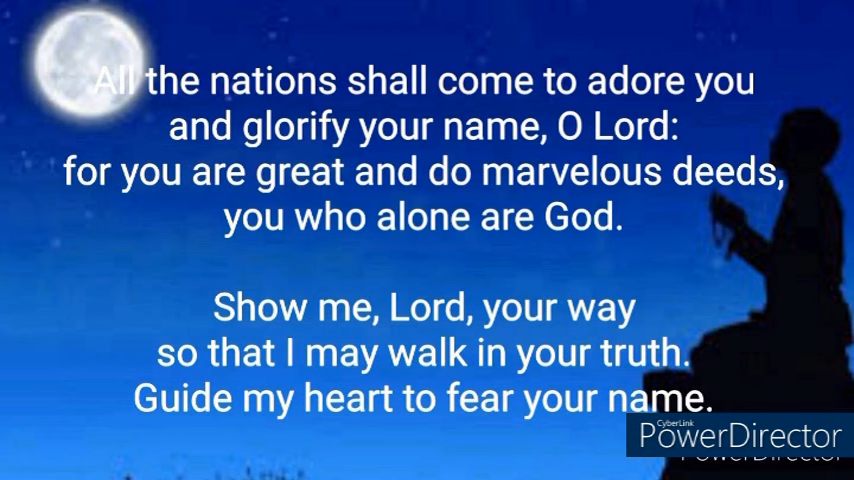 All the nations shall come to adore you
and glorify your name, O Lord:
for you are great and do marvelous deeds,
you who alone are God.
Show me, Lord, your way
so that I may walk in your truth.
Guide my heart to fear your name.
CyberLink
PowerDirector
PowerDirector